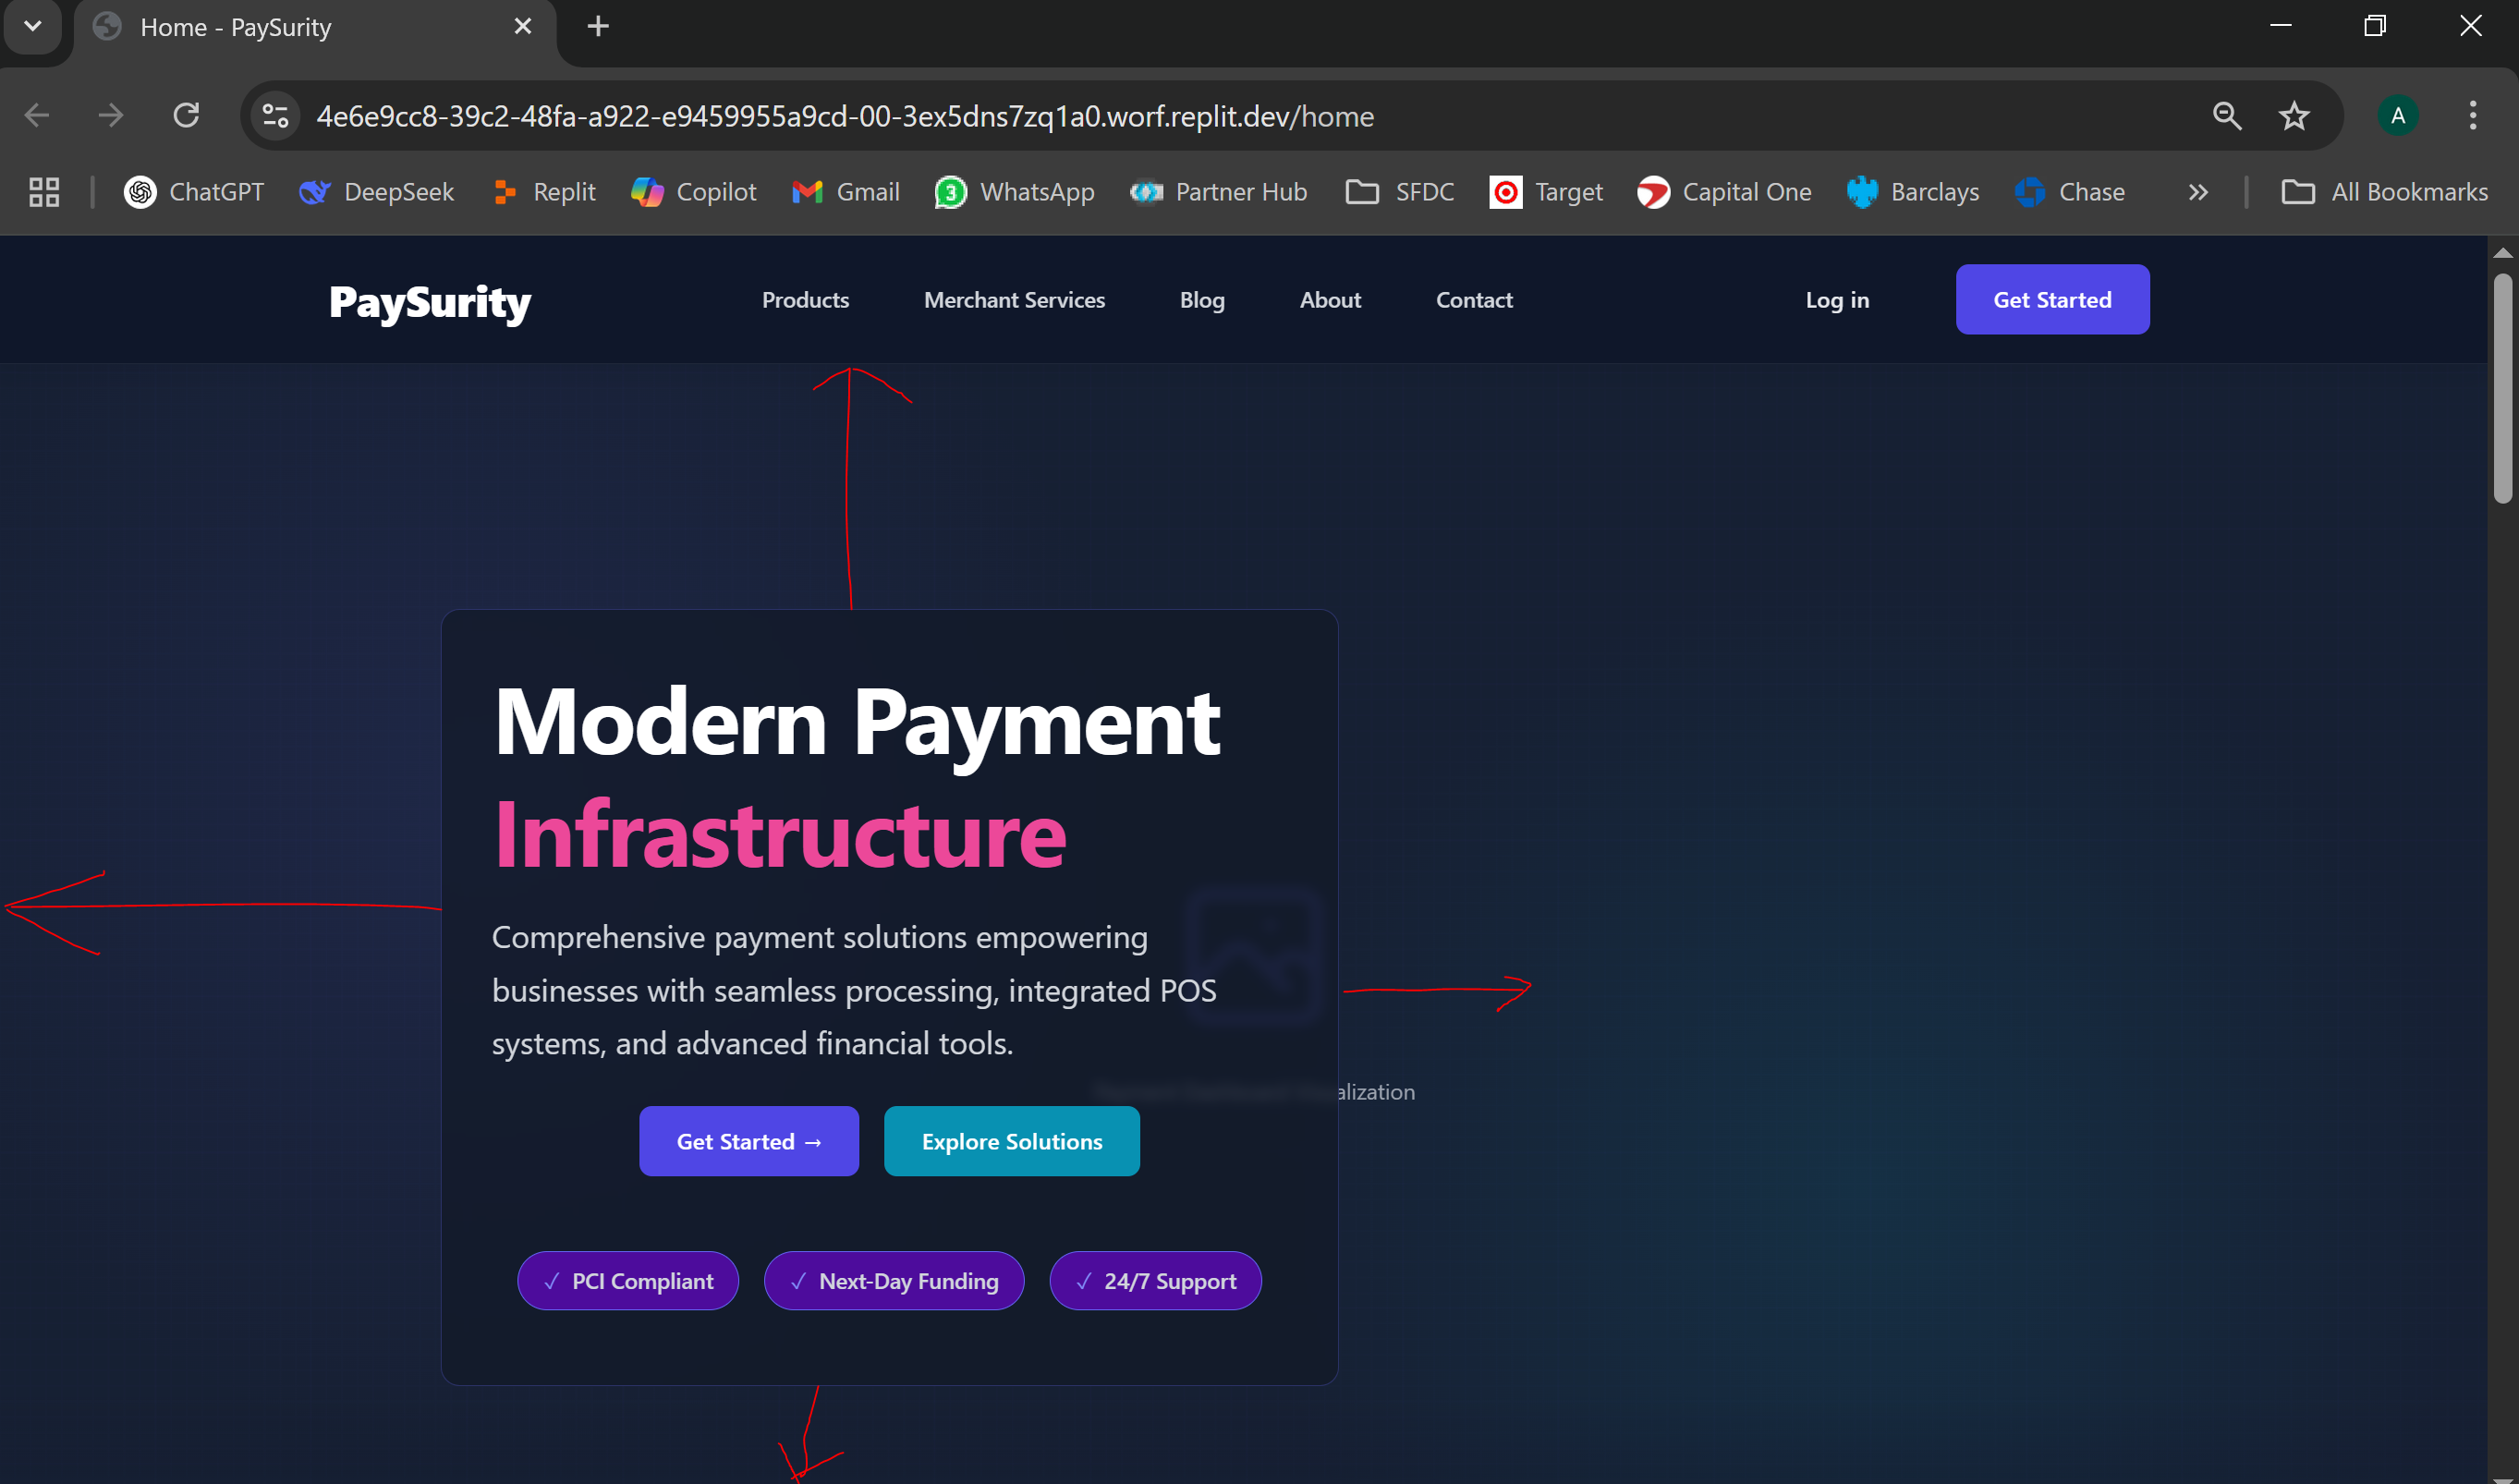 Home - PaySurity
4e6e9cc8-39c2-48fa-a922-e9459955a9cd-00-3ex5dns7zq1a0.worf.replit.dev/home
A
ChatGPT
DeepSeek
Replit
Copilot
Gmail
3
WhatsApp
Partner Hub
SFDC
Target
Capital One
Barclays
Chase
All Bookmarks
PaySurity
Products
Merchant Services
Blog
About
Contact
Log in
Get Started
Modern Payment
Infrastructure
Comprehensive payment solutions empowering
businesses with seamless processing, integrated POS
systems, and advanced financial tools.
alization
Get Started →
Explore Solutions
✓ PCI Compliant
✓ Next-Day Funding
✓ 24/7 Support